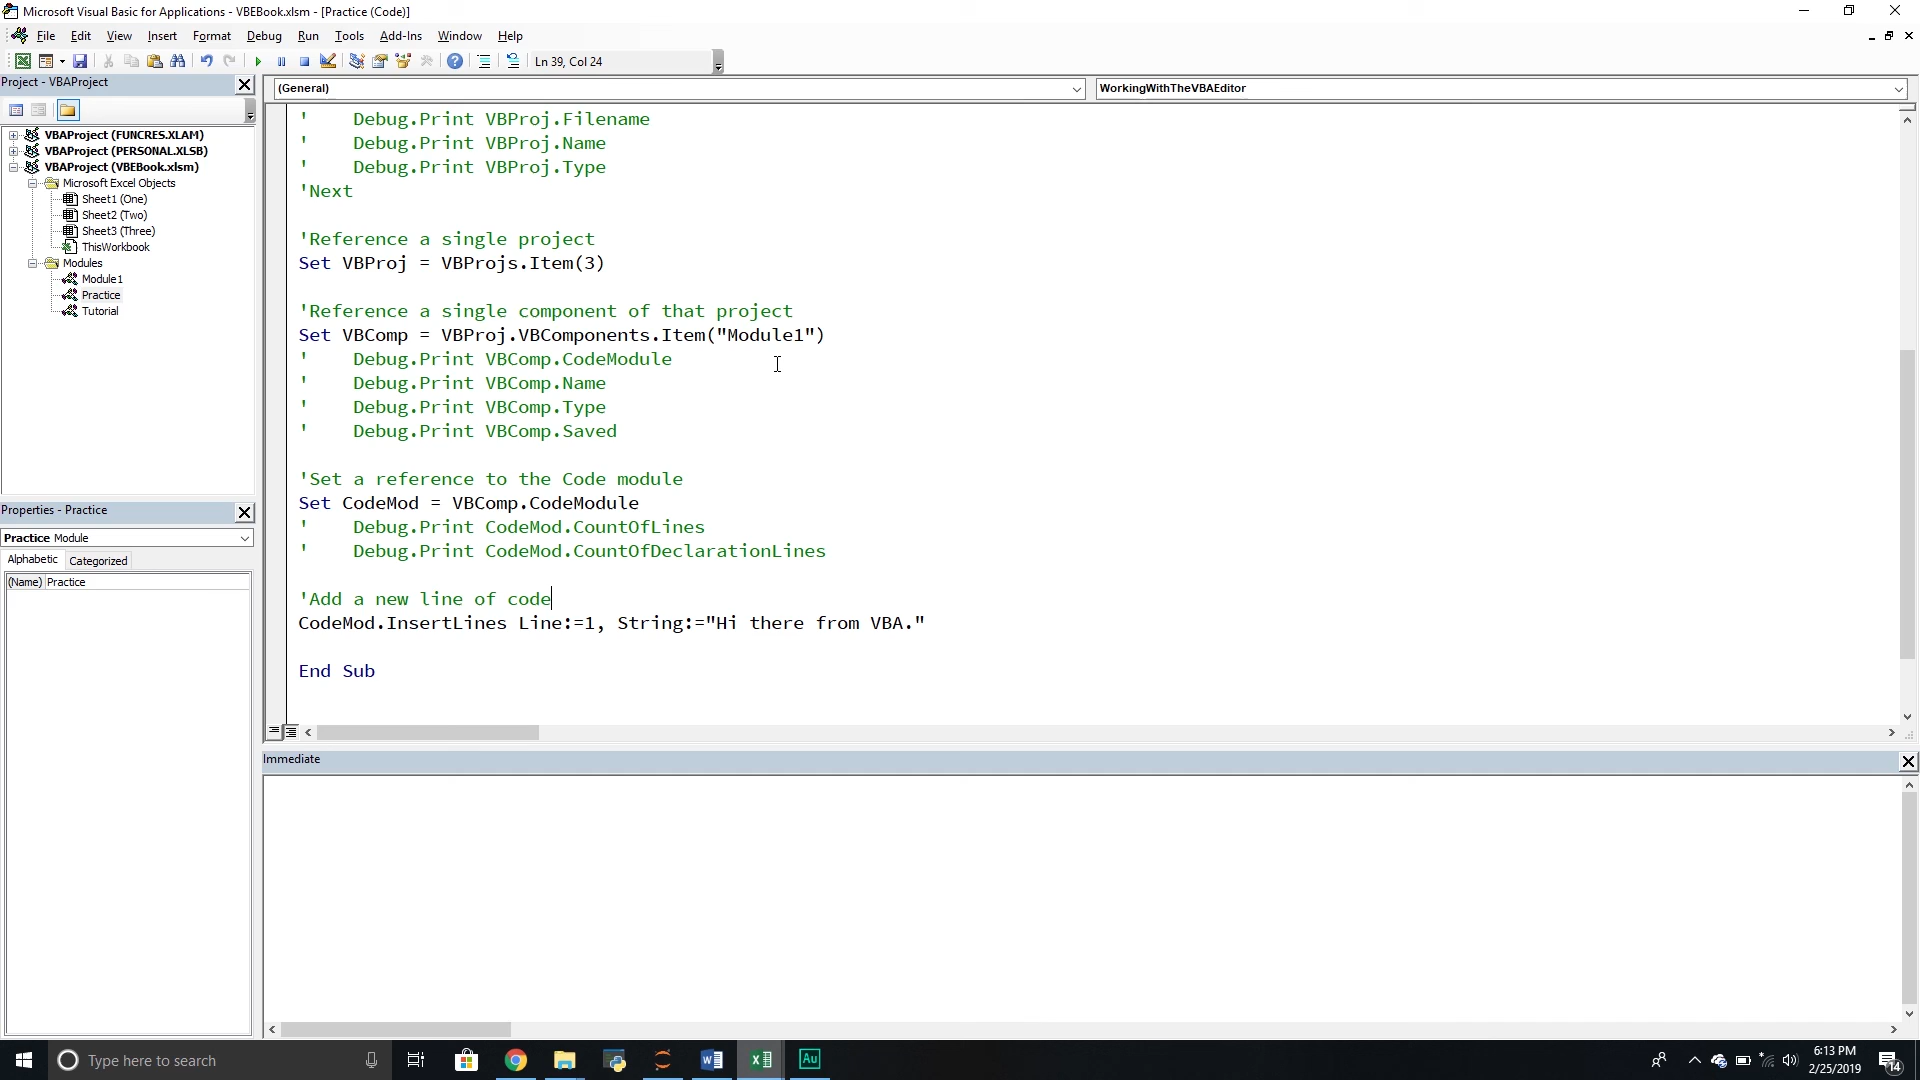 Microsoft Visual Basic for Applications - VBEBook.xlsm - [Practice (Code)]
File Edit View Insert Format Debug Run Tools Add-Ins Window Help
Ln 39, Col 24
Project - VBAProject
(General)
WorkingWithTheVBAEditor
VBAProject (FUNCRES.XLAM)
VBAProject (PERSONAL.XLSB)
VBAProject (VBEBook.xlsm)
Microsoft Excel Objects
Sheet1 (One)
Sheet2 (Two)
Sheet3 (Three)
ThisWorkbook
Modules
Module1
Practice
Tutorial
Properties - Practice
Practice Module
Alphabetic Categorized
(Name) Practice
'    Debug.Print VBProj.Filename
'    Debug.Print VBProj.Name
'    Debug.Print VBProj.Type
'Next
'Reference a single project
Set VBProj = VBProjs.Item(3)
'Reference a single component of that project
Set VBComp = VBProj.VBComponents.Item("Module1")
'    Debug.Print VBComp.CodeModule
'    Debug.Print VBComp.Name
'    Debug.Print VBComp.Type
'    Debug.Print VBComp.Saved
'Set a reference to the Code module
Set CodeMod = VBComp.CodeModule
'    Debug.Print CodeMod.CountOfLines
'    Debug.Print CodeMod.CountOfDeclarationLines
'Add a new line of code
CodeMod.InsertLines Line:=1, String:="Hi there from VBA."
End Sub
Immediate
Type here to search
Au
6:13 PM
2/25/2019
14